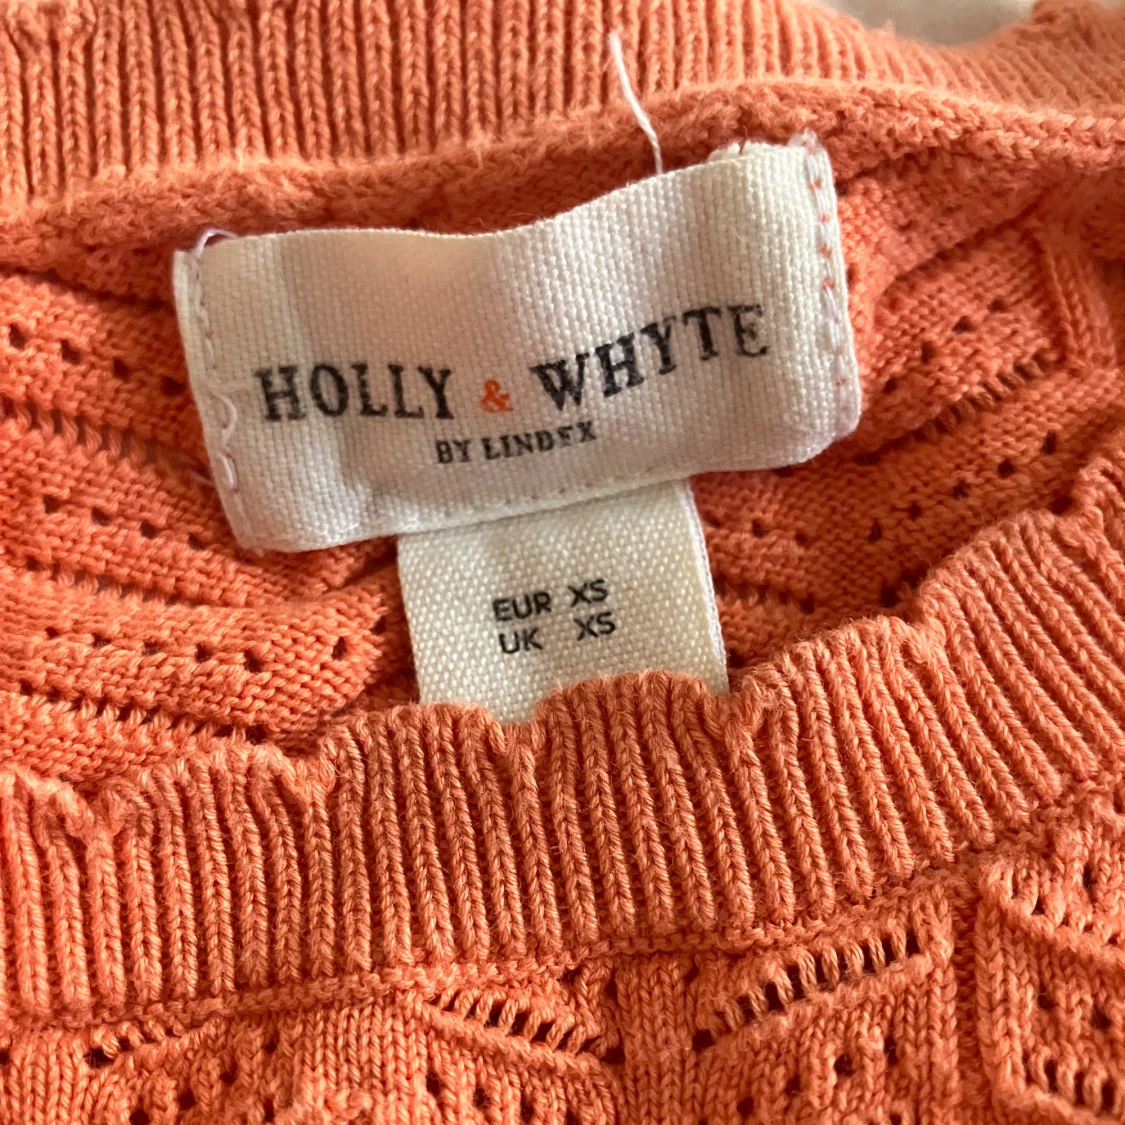 HOLLY & WHYTE
BY LINDEX
EUR XS
UK XS